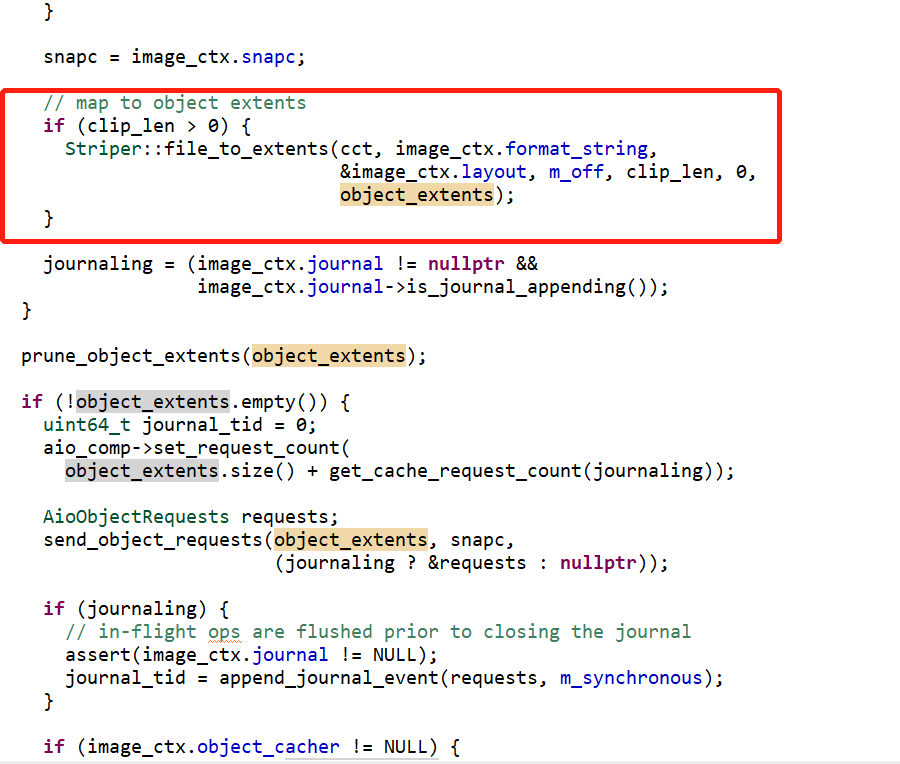 }
snapc = image_ctx.snapc;
// map to object extents
if (clip_len > 0) {
Striper::file_to_extents(cct, image_ctx.format_string,
&image_ctx.layout, m_off, clip_len, 0,
object_extents);
}
journaling = (image_ctx.journal != nullptr &&
image_ctx.journal->is_journal_appending());
}
prune_object_extents(object_extents);
if (!object_extents.empty()) {
uint64_t journal_tid = 0;
aio_comp->set_request_count(
object_extents.size() + get_cache_request_count(journaling));
AioObjectRequests requests;
send_object_requests(object_extents, snapc,
(journaling ? &requests : nullptr));
if (journaling) {
// in-flight ops are flushed prior to closing the journal
assert(image_ctx.journal != NULL);
journal_tid = append_journal_event(requests, m_synchronous);
}
if (image_ctx.object_cacher != NULL) {